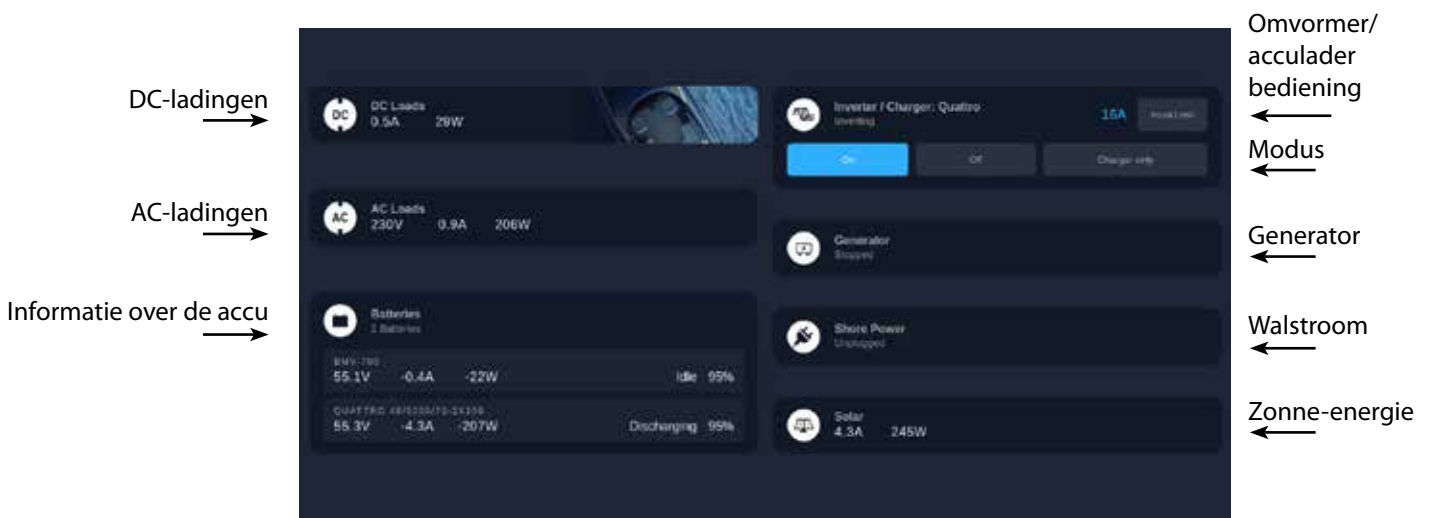 Omvormer/
acculader
bediening
DC-ladingen
DC Loads
0.5A 29W
Inverter / Charger: Quattro
Inverting
16A
On Off Charger only
Modus
AC-ladingen
AC Loads
230V 0.9A 206W
Generator
Stopped
Generator
Informatie over de accu
Batteries
2 Batteries
BMV-700
55.1V -0.4A -22W Idle 95%
55.3V -4.3A -207W Discharging 95%
Shore Power
Unplugged
Walstroom
Solar
4.3A 245W
Zonne-energie
DC
AC